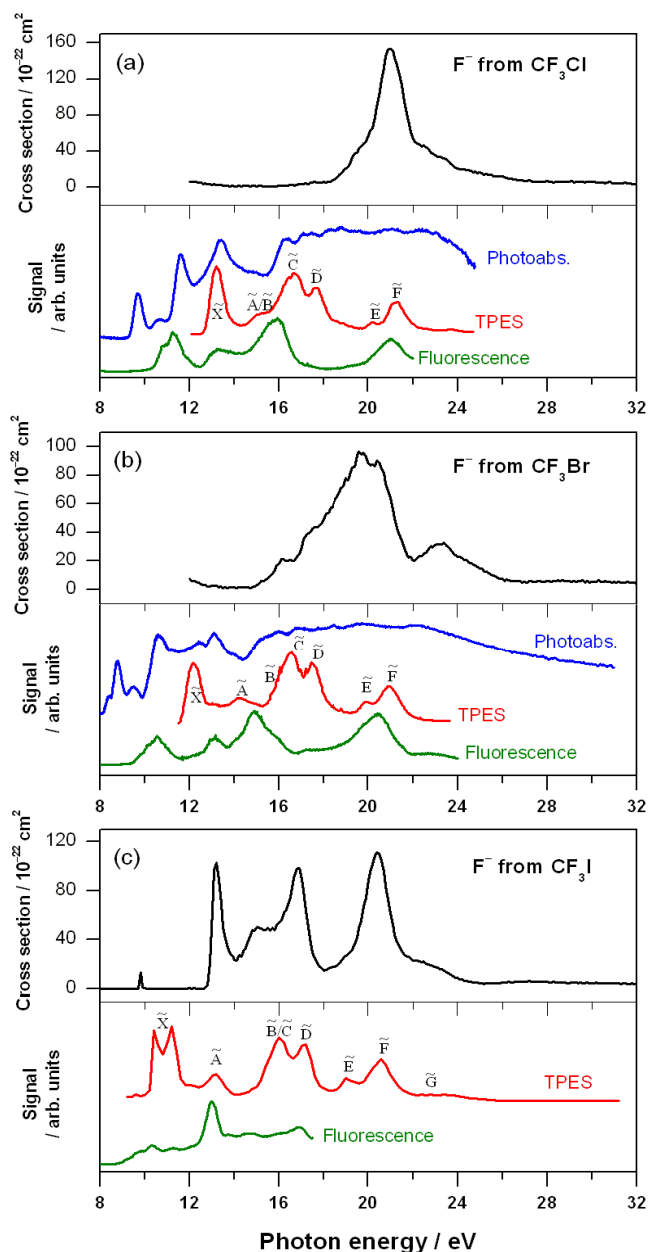 (a)
F⁻ from CF₃Cl
Cross section / 10⁻²² cm²
160
120
80
40
0
Signal / arb. units
Photoabs.
X̃
Ã/B̃
C̃
D̃
Ẽ
F̃
TPES
Fluorescence
8 12 16 20 24 28 32
(b)
F⁻ from CF₃Br
Cross section / 10⁻²² cm²
100
80
60
40
20
0
Signal / arb. units
Photoabs.
X̃
Ã
B̃
C̃
D̃
Ẽ
F̃
TPES
Fluorescence
8 12 16 20 24 28 32
(c)
F⁻ from CF₃I
Cross section / 10⁻²² cm²
120
80
40
0
Signal / arb. units
X̃
Ã
B̃/C̃
D̃
Ẽ
F̃
G̃
TPES
Fluorescence
8 12 16 20 24 28 32
Photon energy / eV